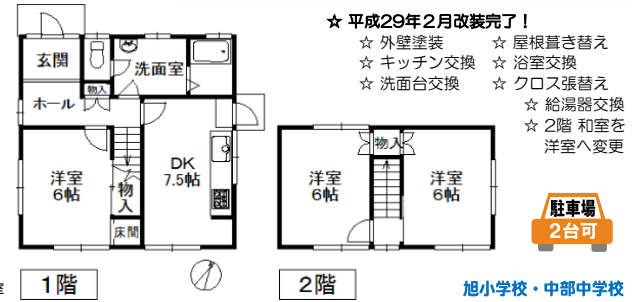 ☆ 平成29年２月改装完了！
☆ 外壁塗装　☆ 屋根葺き替え
☆ キッチン交換　☆ 浴室交換
☆ 洗面台交換　☆ クロス張替え
☆ 給湯器交換
☆ 2階 和室を
洋室へ変更
玄関
洗面室
物入
ホール
洋室
6帖
物入
床間
DK
7.5帖
洋室
6帖
物入
洋室
6帖
駐車場
2台可
室
1階
2階
旭小学校・中部中学校